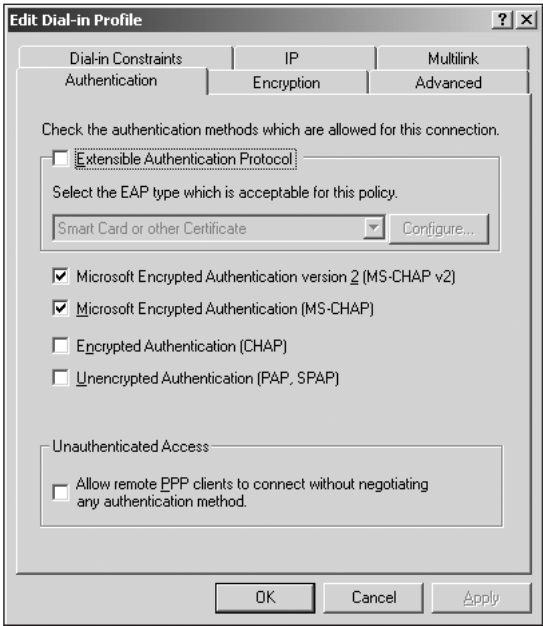 Edit Dial-in Profile
Dial-in Constraints IP Multilink
Authentication Encryption Advanced
Check the authentication methods which are allowed for this connection.
Extensible Authentication Protocol
Select the EAP type which is acceptable for this policy.
Smart Card or other Certificate Configure...
Microsoft Encrypted Authentication version 2 (MS-CHAP v2)
Microsoft Encrypted Authentication (MS-CHAP)
Encrypted Authentication (CHAP)
Unencrypted Authentication (PAP, SPAP)
Unauthenticated Access
Allow remote PPP clients to connect without negotiating
any authentication method.
OK Cancel Apply